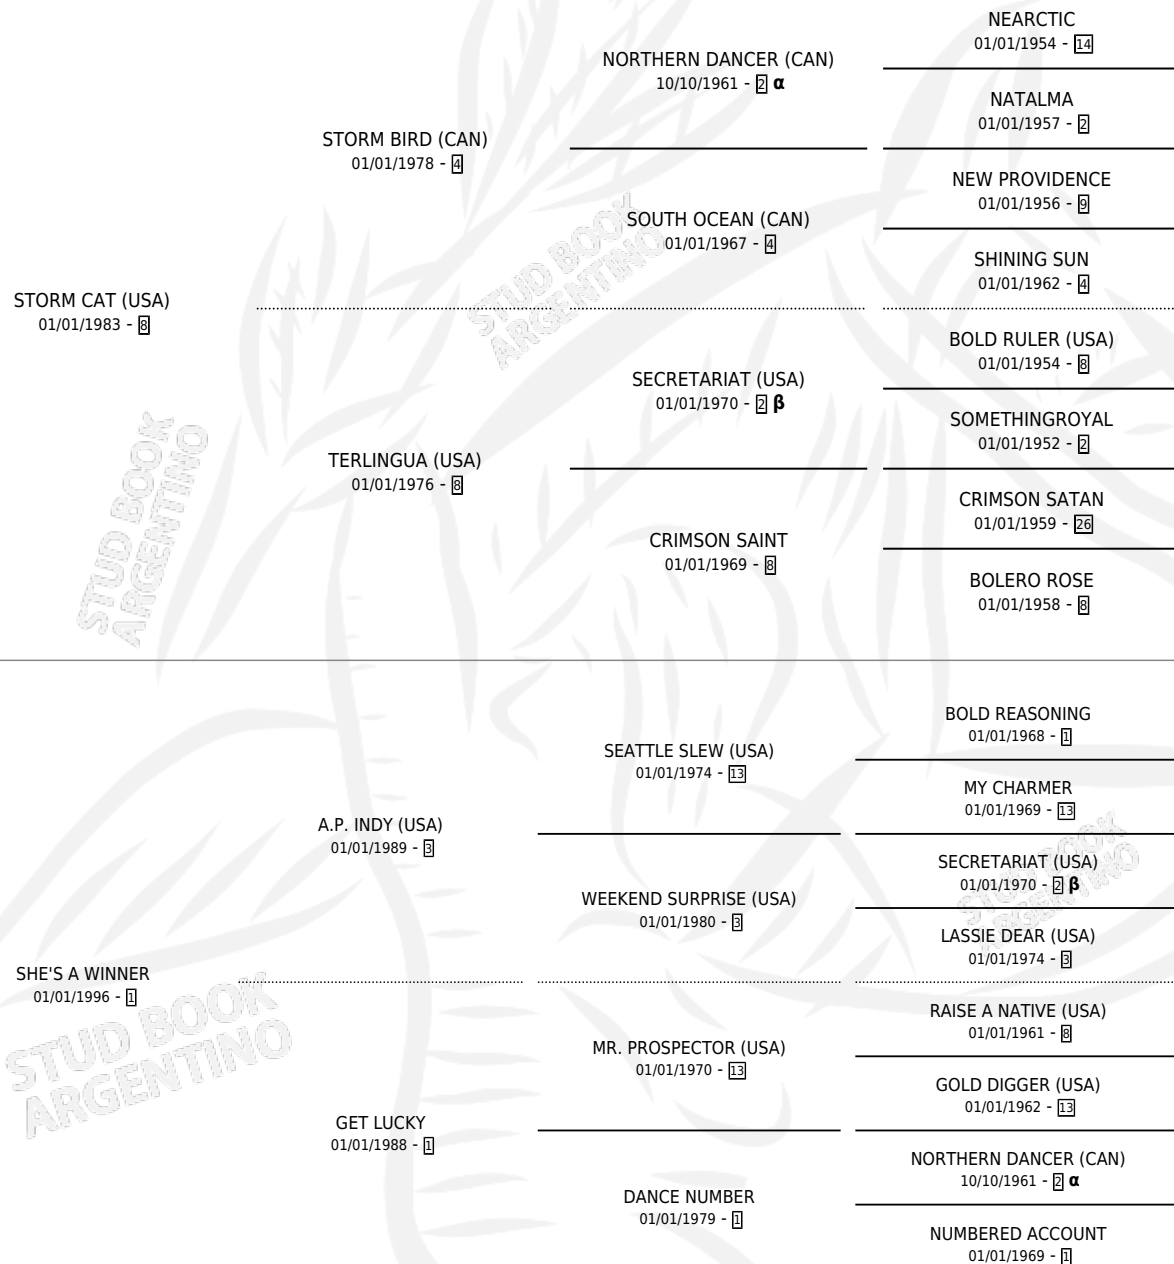 NEARCTIC
01/01/1954 - 14
NORTHERN DANCER (CAN)
10/10/1961 - 2 α
NATALMA
01/01/1957 - 2
STORM BIRD (CAN)
01/01/1978 - 4
NEW PROVIDENCE
01/01/1956 - 9
SOUTH OCEAN (CAN)
01/01/1967 - 4
SHINING SUN
01/01/1962 - 4
STORM CAT (USA)
01/01/1983 - 8
BOLD RULER (USA)
01/01/1954 - 8
SECRETARIAT (USA)
01/01/1970 - 2 β
SOMETHINGROYAL
01/01/1952 - 2
TERLINGUA (USA)
01/01/1976 - 8
CRIMSON SATAN
01/01/1959 - 26
CRIMSON SAINT
01/01/1969 - 8
BOLERO ROSE
01/01/1958 - 8
BOLD REASONING
01/01/1968 - 1
SEATTLE SLEW (USA)
01/01/1974 - 13
MY CHARMER
01/01/1969 - 13
A.P. INDY (USA)
01/01/1989 - 3
SECRETARIAT (USA)
01/01/1970 - 2 β
WEEKEND SURPRISE (USA)
01/01/1980 - 3
LASSIE DEAR (USA)
01/01/1974 - 3
SHE'S A WINNER
01/01/1996 - 1
RAISE A NATIVE (USA)
01/01/1961 - 8
MR. PROSPECTOR (USA)
01/01/1970 - 13
GOLD DIGGER (USA)
01/01/1962 - 13
GET LUCKY
01/01/1988 - 1
NORTHERN DANCER (CAN)
10/10/1961 - 2 α
DANCE NUMBER
01/01/1979 - 1
NUMBERED ACCOUNT
01/01/1969 - 1
STUD BOOK
ARGENTINO
STUD BOOK
ARGENTINO
STUD BOOK
ARGENTINO
STUD BOOK
ARGENTINO